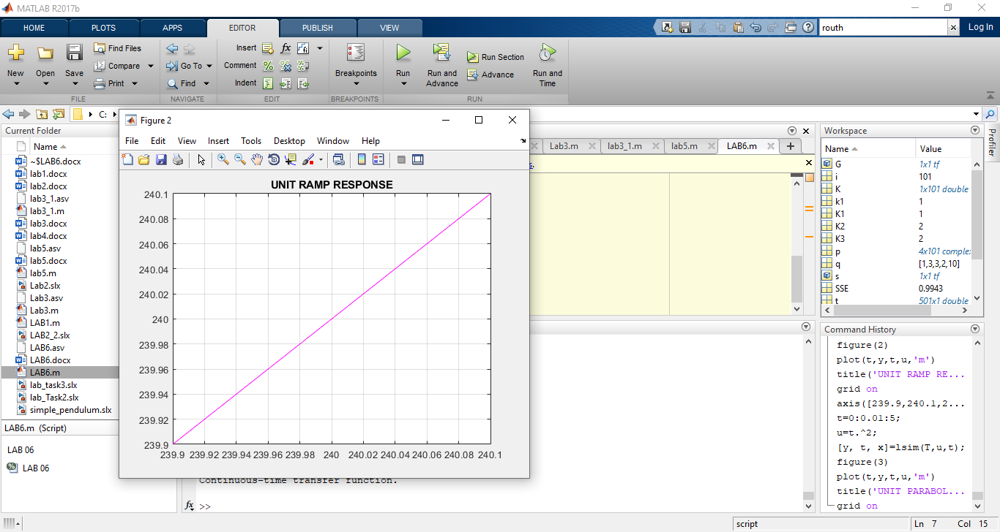 MATLAB R2017b
HOME PLOTS APPS EDITOR PUBLISH VIEW
routh
Log In
New Open Save
Find Files
Compare
Print
FILE
Go To
Find
NAVIGATE
Insert fx
Comment
Indent
EDIT
Breakpoints
BREAKPOINTS
Run
Run and Advance
Run Section
Advance
Run and Time
RUN
C:
Current Folder
Name
~$LAB6.docx
lab1.docx
lab2.docx
lab3_1.asv
lab3_1.m
lab3.docx
lab4.docx
lab5.asv
lab5.docx
lab5.m
Lab2.slx
Lab3.asv
Lab3.m
LAB1.m
LAB2_2.slx
LAB6.asv
LAB6.docx
LAB6.m
lab_task3.slx
lab_Task2.slx
simple_pendulum.slx
LAB6.m (Script)
LAB 06
LAB 06
Figure 2
File Edit View Insert Tools Desktop Window Help
UNIT RAMP RESPONSE
240.1
240.08
240.06
240.04
240.02
240
239.98
239.96
239.94
239.92
239.9
239.9 239.92 239.94 239.96 239.98 240 240.02 240.04 240.06 240.08 240.1
Lab3.m lab3_1.m lab5.m LAB6.m
Continuous-time transfer function.
fx >>
Workspace
Name Value
G 1x1 tf
i 101
K 1x101 double
k1 1
K1 1
K2 2
K3 2
p 4x101 complex
q [1,3,3,2,10]
s 1x1 tf
SSE 0.9943
t 501x1 double
Profiler
Command History
figure(2)
plot(t,y,t,u,'m')
title('UNIT RAMP RE...
grid on
axis([239.9,240.1,2...
t=0:0.01:5;
u=t.^2;
[y, t, x]=lsim(T,u,t);
figure(3)
plot(t,y,t,u,'m')
title('UNIT PARABOL...
grid on
script
Ln 7 Col 15